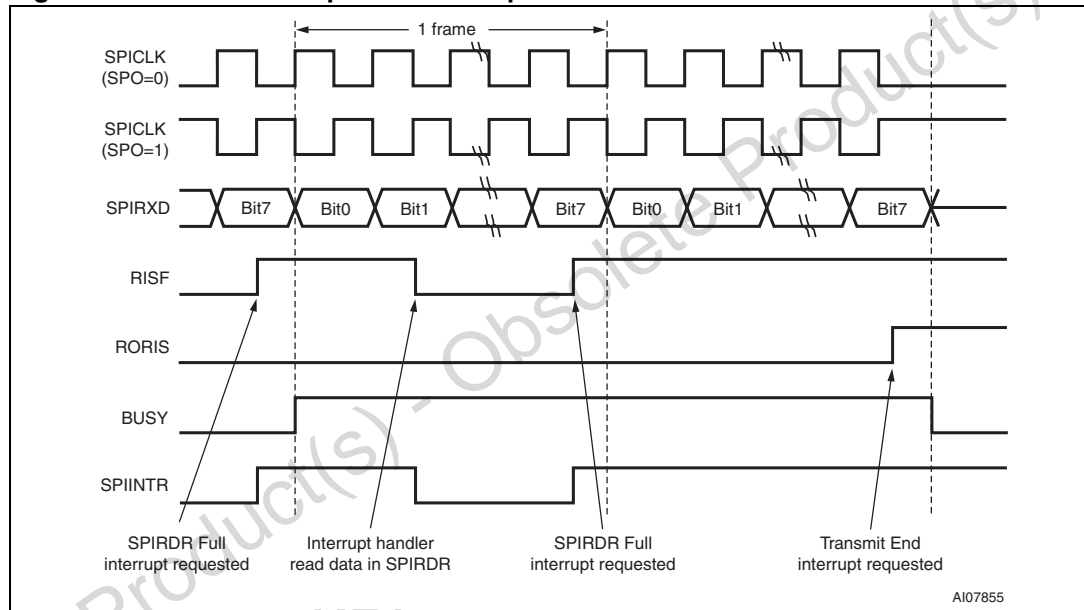 1 frame
SPICLK
(SPO=0)
SPICLK
(SPO=1)
SPIRXD
Bit7
Bit0
Bit1
Bit7
Bit0
Bit1
Bit7
RISF
RORIS
BUSY
SPIINTR
SPIRDR Full
interrupt requested
Interrupt handler
read data in SPIRDR
SPIRDR Full
interrupt requested
Transmit End
interrupt requested
AI07855
Product(s) - Obsolete Product(s)